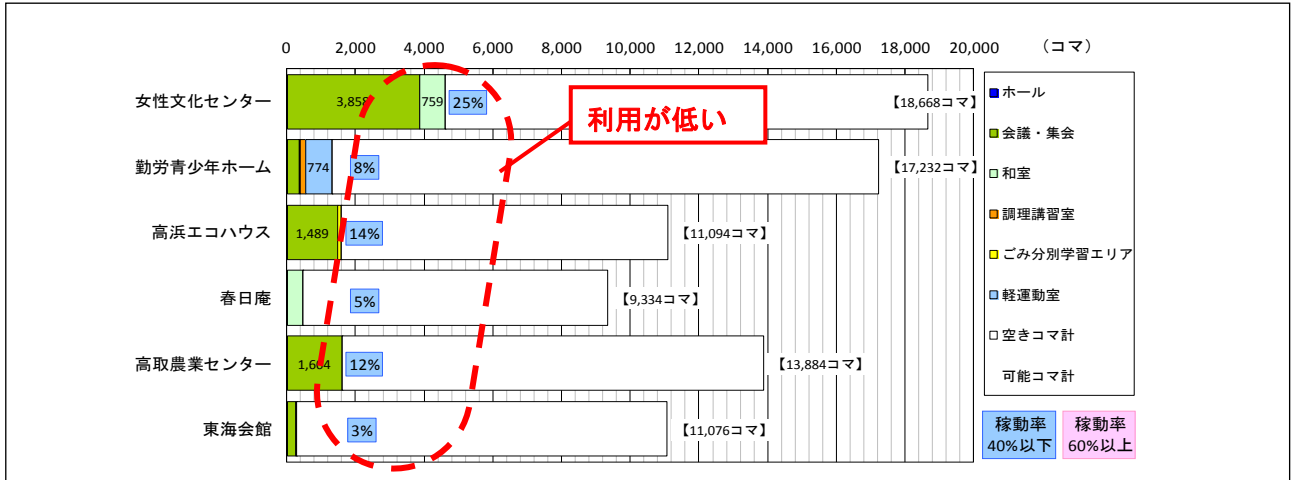 0 2,000 4,000 6,000 8,000 10,000 12,000 14,000 16,000 18,000 20,000 （コマ）
女性文化センター 3,858 759 25% 【18,668コマ】
利用が低い
勤労青少年ホーム 774 8% 【17,232コマ】
高浜エコハウス 1,489 14% 【11,094コマ】
春日庵 5% 【9,334コマ】
高取農業センター 12% 【13,884コマ】
東海会館 3% 【11,076コマ】
ホール
会議・集会
和室
調理講習室
ごみ分別学習エリア
軽運動室
空きコマ計
可能コマ計
稼動率
40%以下
稼動率
60%以上